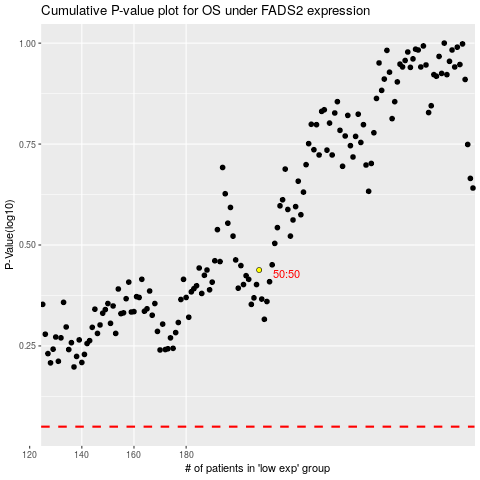 Cumulative P-value plot for OS under FADS2 expression
P-Value(log10)
1.00
0.75
0.50
0.25
50:50
120 140 160 180
# of patients in 'low exp' group